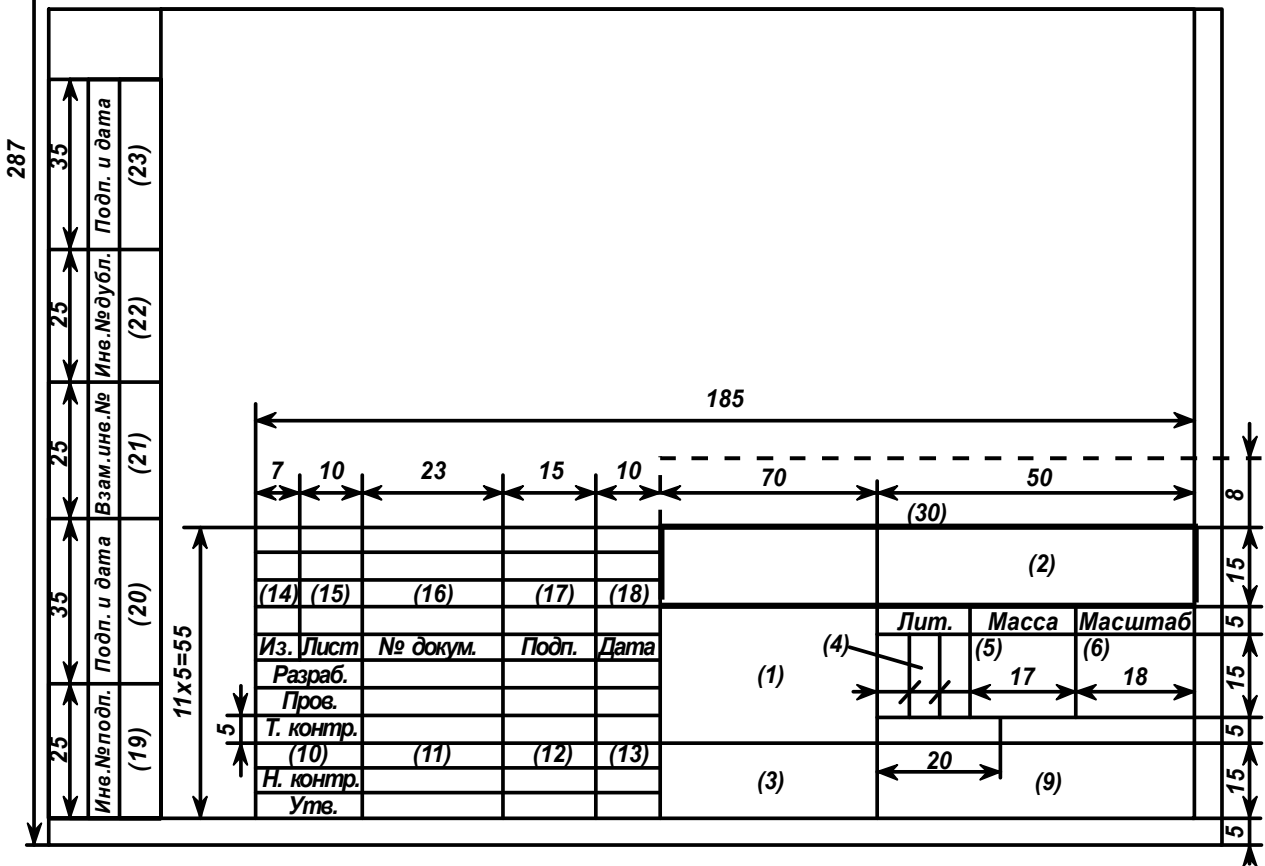 287
35
Подп. и дата
(23)
25
Инв.№дубл.
(22)
25
Взам.инв.№
(21)
35
Подп. и дата
(20)
25
Инв.№подп.
(19)
185
7 10 23 15 10 70 50
8
(30)
(2)
15
11х5=55
(14) (15) (16) (17) (18)
Лит. Масса Масштаб
5
Из. Лист № докум. Подп. Дата
(4) (5) (6)
Разраб.
(1)
17 18
15
Пров.
5
Т. контр.
5
(10) (11) (12) (13)
20
Н. контр.
(3)
(9)
15
Утв.
5